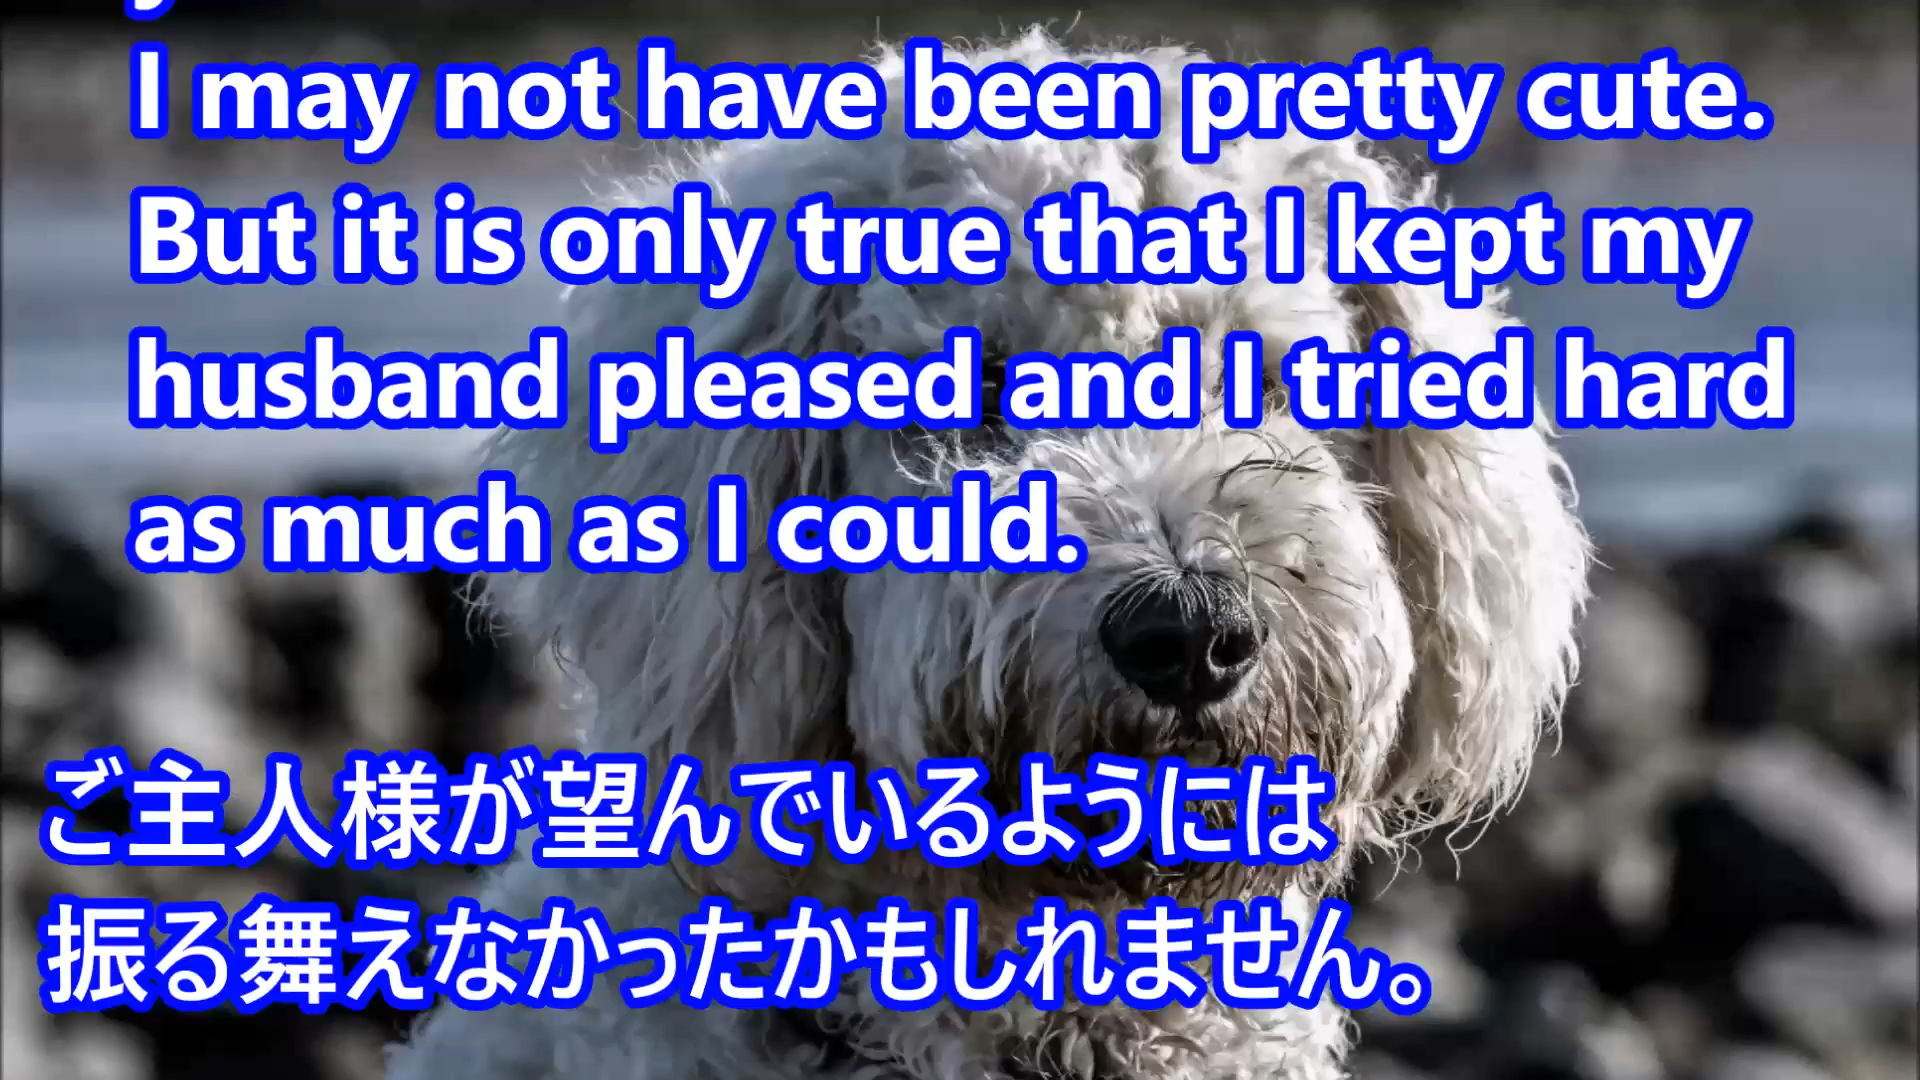 I may not have been pretty cute.
But it is only true that I kept my
husband pleased and I tried hard
as much as I could.
ご主人様が望んでいるようには
振る舞えなかったかもしれません。